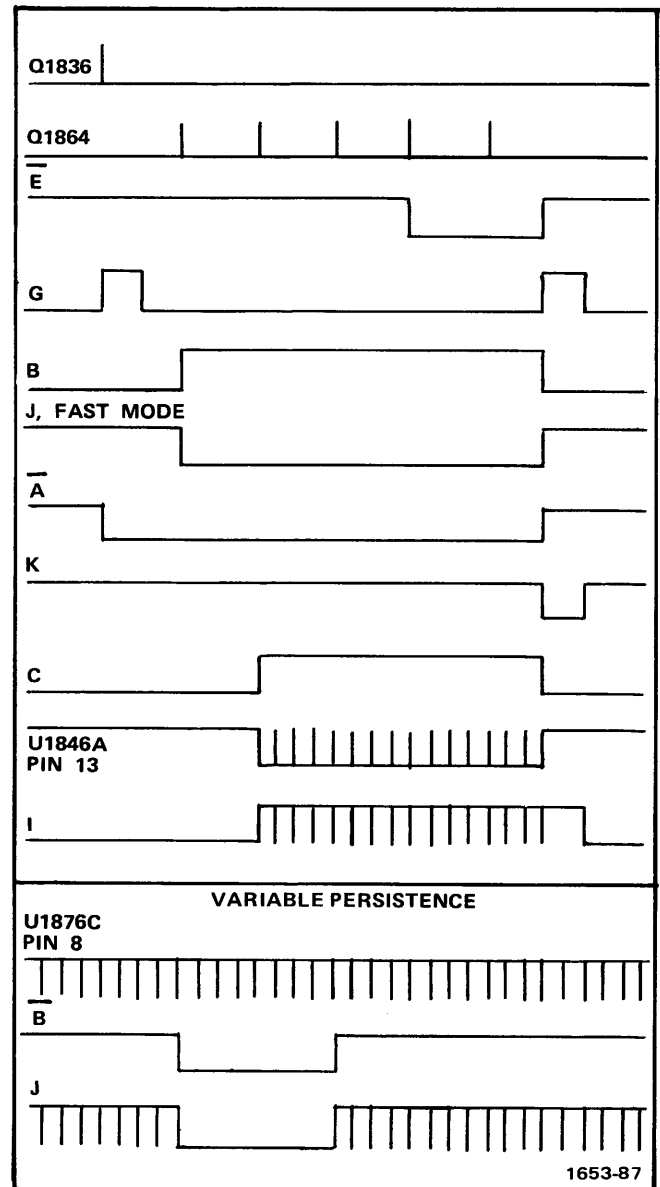 Q1836
Q1864
E̅
G
B
J, FAST MODE
A̅
K
C
U1846A
PIN 13
I
VARIABLE PERSISTENCE
U1876C
PIN 8
B̅
J
1653-87